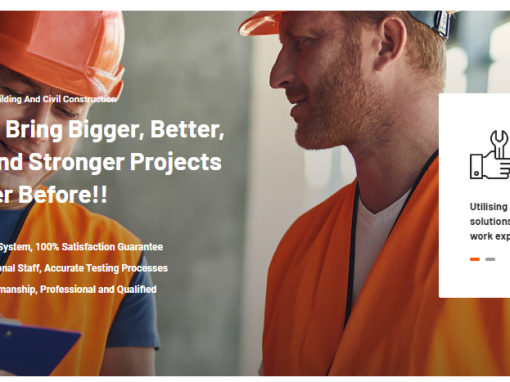 ilding And Civil Construction
Bring Bigger, Better,
nd Stronger Projects
er Before!!
System, 100% Satisfaction Guarantee
onal Staff, Accurate Testing Processes
manship, Professional and Qualified
Utilising
solutions
work exp